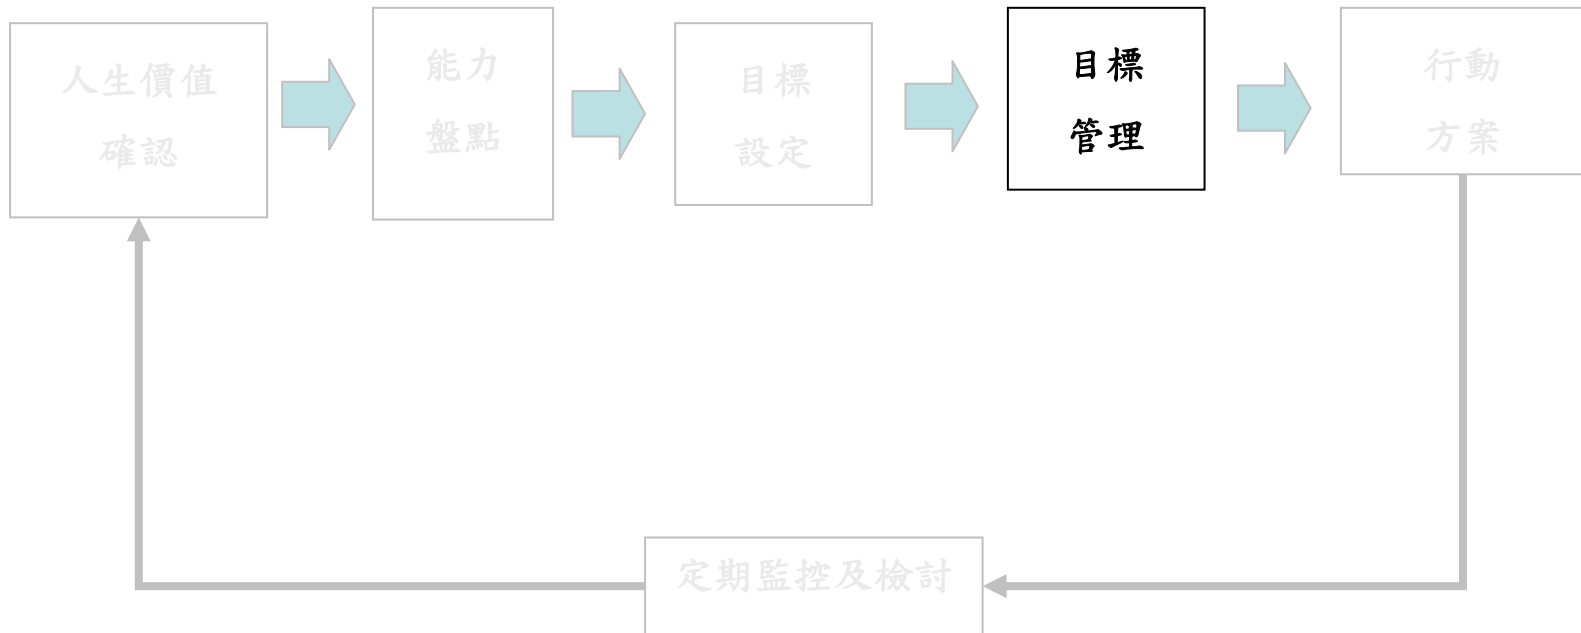 人生價值
確認
能力
盤點
目標
設定
目標
管理
行動
方案
定期監控及檢討